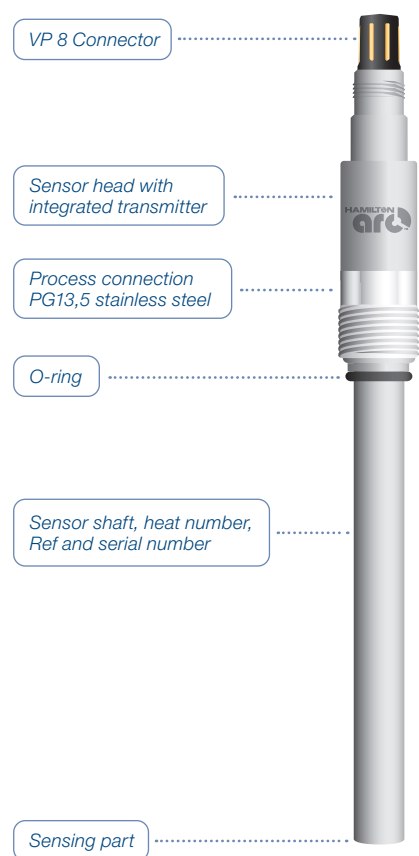 VP 8 Connector
Sensor head with
integrated transmitter
HAMILTON
arc
Process connection
PG13,5 stainless steel
O-ring
Sensor shaft, heat number,
Ref and serial number
Sensing part